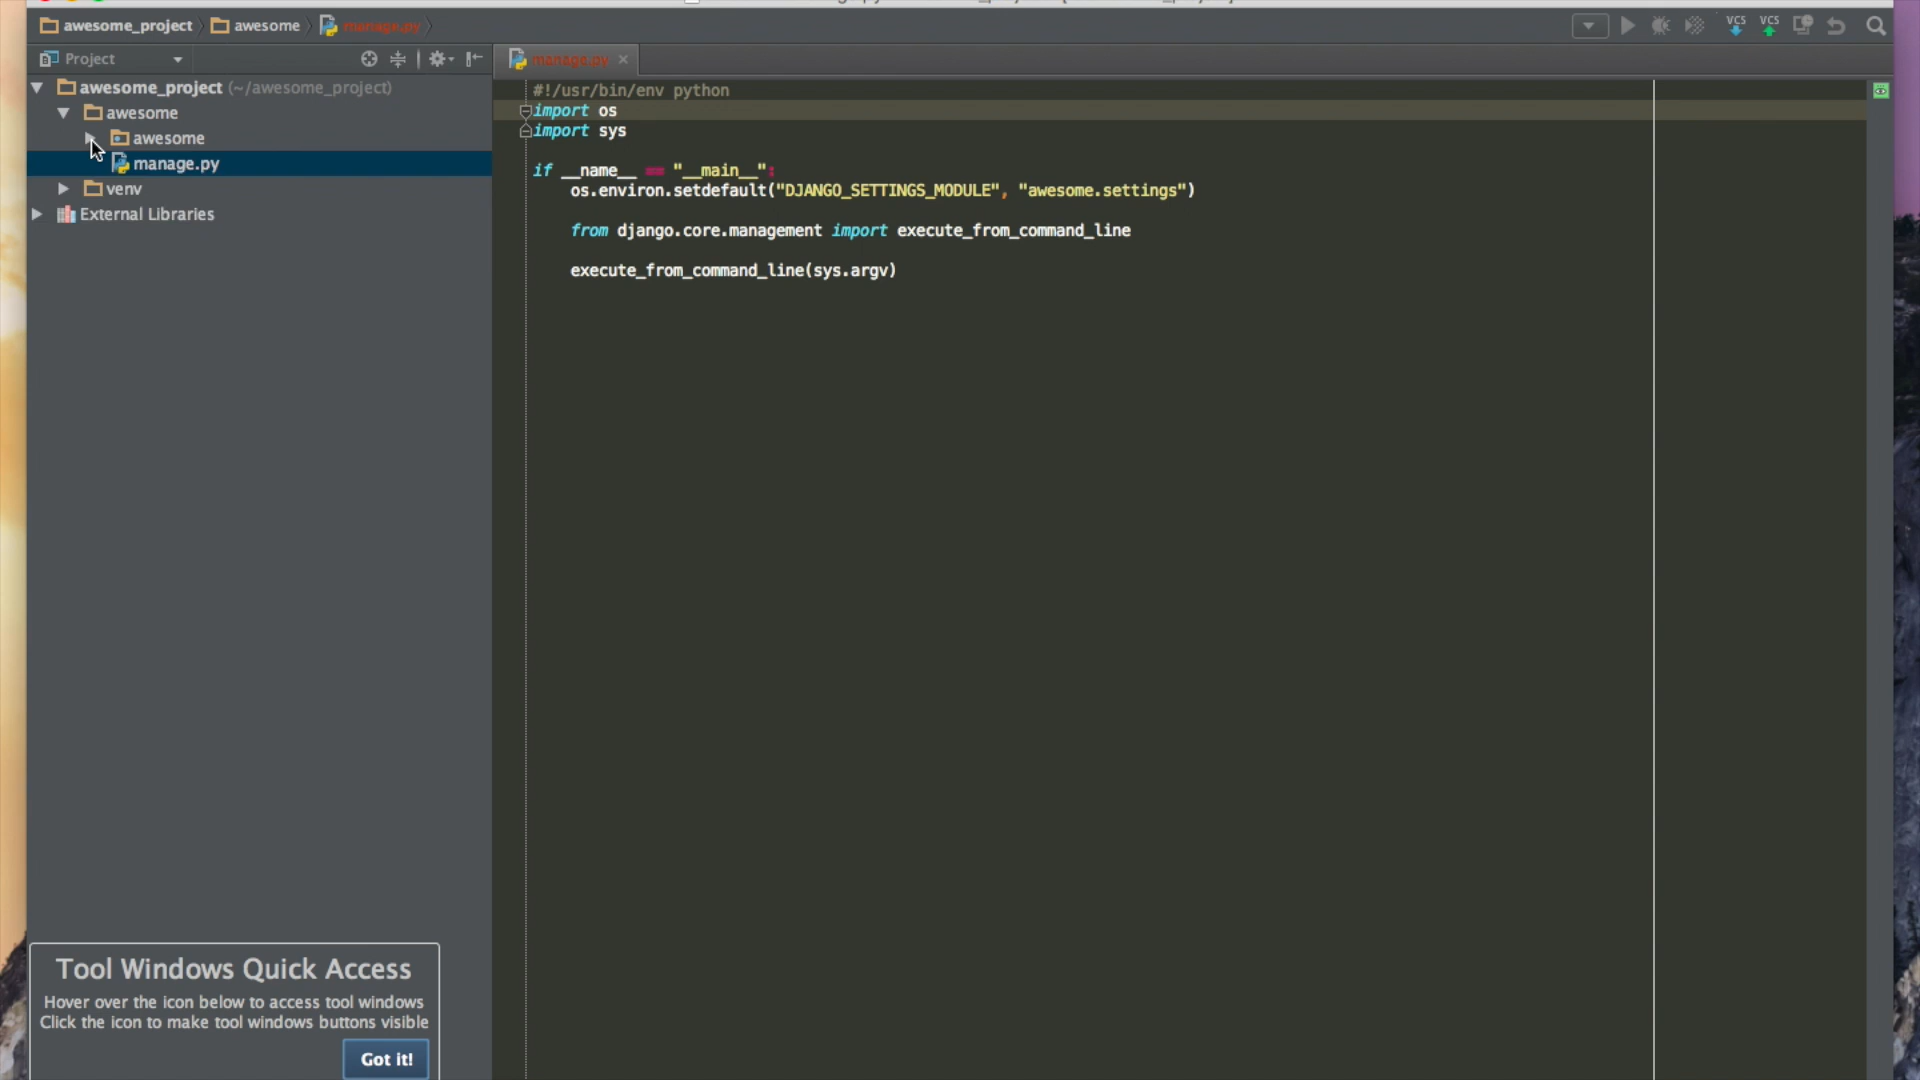 awesome_project awesome manage.py
VCS VCS
Project
manage.py
awesome_project (~/awesome_project)
awesome
awesome
manage.py
venv
External Libraries
#!/usr/bin/env python
import os
import sys
if __name__ == "__main__":
os.environ.setdefault("DJANGO_SETTINGS_MODULE", "awesome.settings")
from django.core.management import execute_from_command_line
execute_from_command_line(sys.argv)
Tool Windows Quick Access
Hover over the icon below to access tool windows
Click the icon to make tool windows buttons visible
Got it!